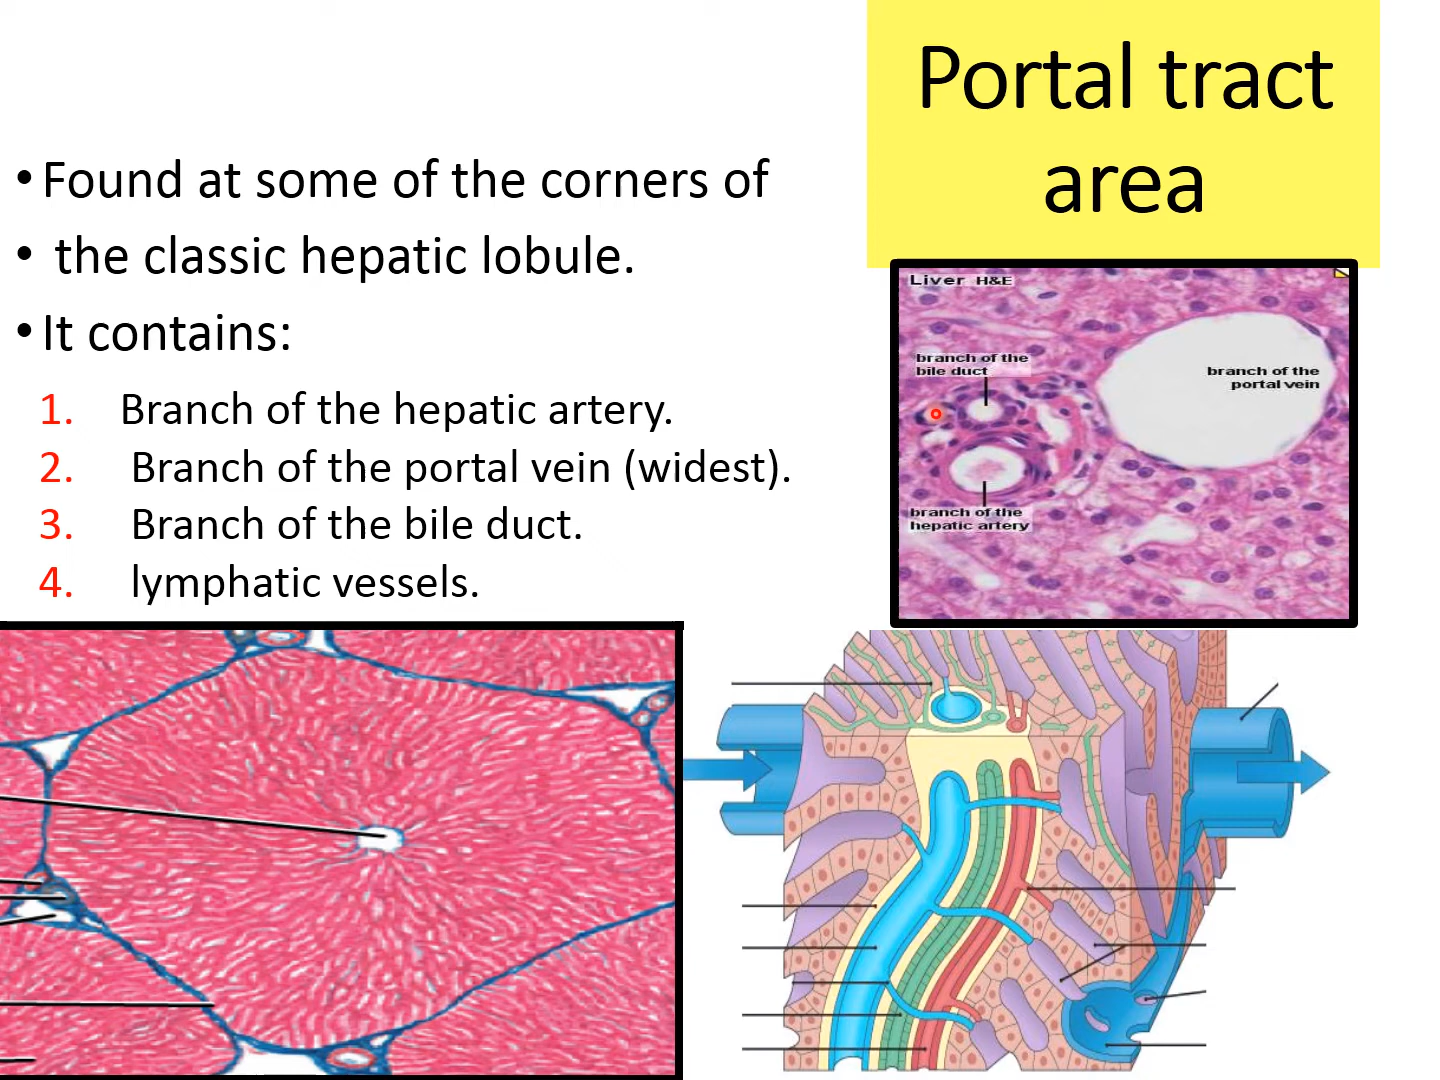 Portal tract
area
• Found at some of the corners of
• the classic hepatic lobule.
• It contains:
1. Branch of the hepatic artery.
2. Branch of the portal vein (widest).
3. Branch of the bile duct.
4. lymphatic vessels.
Liver H&E
branch of the
bile duct
branch of the
portal vein
branch of the
hepatic artery